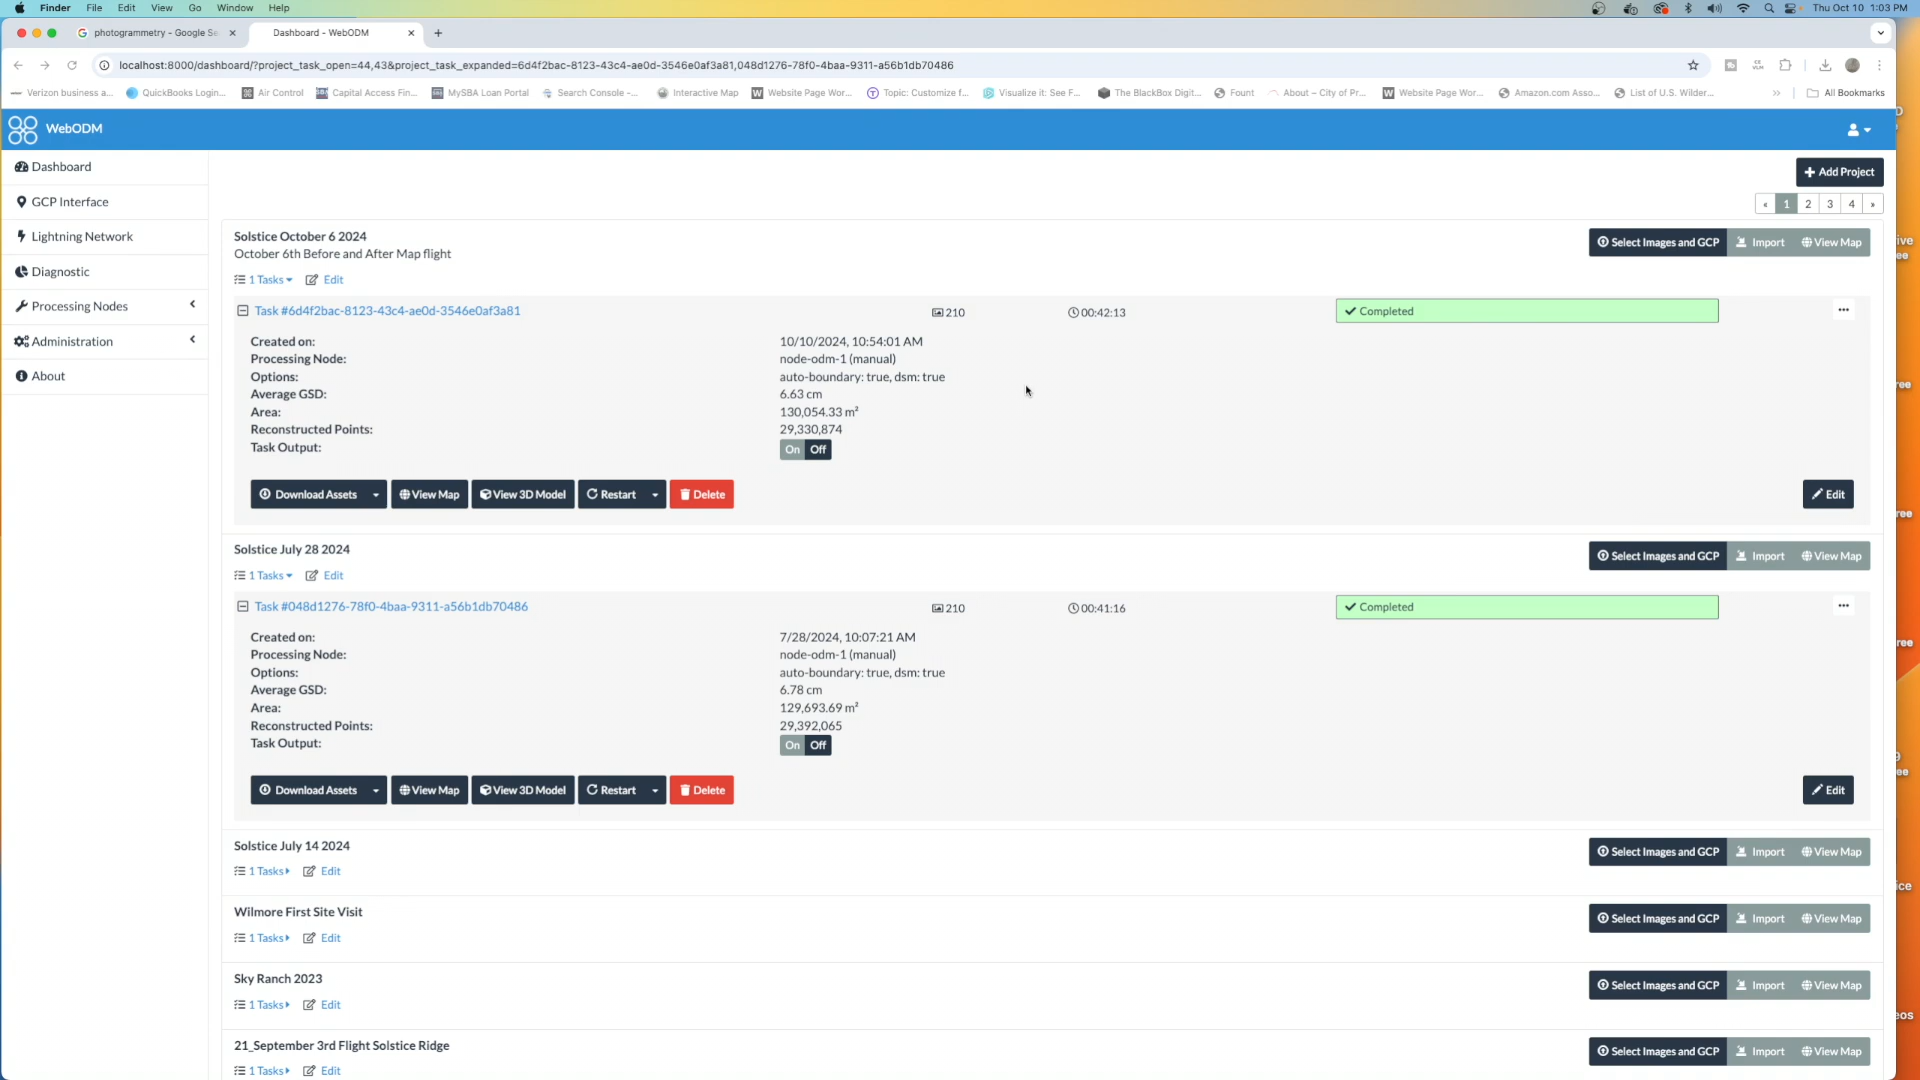 Finder File Edit View Go Window Help Thu Oct 10 1:03 PM
photogrammetry - Google Se Dashboard - WebODM
localhost:8000/dashboard/?project_task_open=44,43&project_task_expanded=6d4f2bac-8123-43c4-ae0d-3546e0af3a81,048d1276-78f0-4baa-9311-a56b1db70486
Verizon business a... QuickBooks Login... Air Control Capital Access Fin... MySBA Loan Portal Search Console -... Interactive Map Website Page Wor... Topic: Customize f... Visualize it: See F... The BlackBox Digit... Fount About – City of Pr... Website Page Wor... Amazon.com Asso... List of U.S. Wilder... » All Bookmarks
WebODM
Dashboard
GCP Interface
Lightning Network
Diagnostic
Processing Nodes
Administration
About
+ Add Project
« 1 2 3 4 »
Solstice October 6 2024
October 6th Before and After Map flight
Select Images and GCP Import View Map
1 Tasks Edit
Task #6d4f2bac-8123-43c4-ae0d-3546e0af3a81 210 00:42:13 Completed ...
Created on: 10/10/2024, 10:54:01 AM
Processing Node: node-odm-1 (manual)
Options: auto-boundary: true, dsm: true
Average GSD: 6.63 cm
Area: 130,054.33 m²
Reconstructed Points: 29,330,874
Task Output: On Off
Download Assets View Map View 3D Model Restart Delete Edit
Solstice July 28 2024
Select Images and GCP Import View Map
1 Tasks Edit
Task #048d1276-78f0-4baa-9311-a56b1db70486 210 00:41:16 Completed ...
Created on: 7/28/2024, 10:07:21 AM
Processing Node: node-odm-1 (manual)
Options: auto-boundary: true, dsm: true
Average GSD: 6.78 cm
Area: 129,693.69 m²
Reconstructed Points: 29,392,065
Task Output: On Off
Download Assets View Map View 3D Model Restart Delete Edit
Solstice July 14 2024
Select Images and GCP Import View Map
1 Tasks Edit
Wilmore First Site Visit
Select Images and GCP Import View Map
1 Tasks Edit
Sky Ranch 2023
Select Images and GCP Import View Map
1 Tasks Edit
21_September 3rd Flight Solstice Ridge
Select Images and GCP Import View Map
1 Tasks Edit